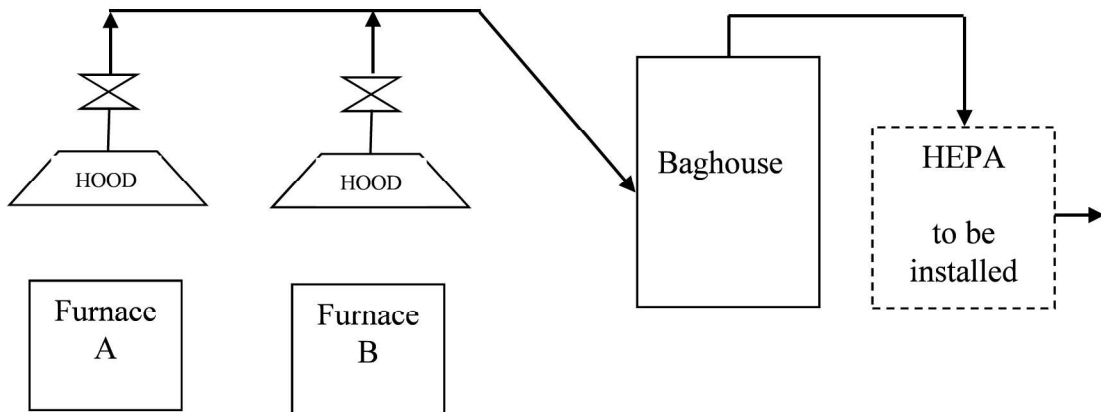 HOOD
HOOD
Baghouse
HEPA
to be
installed
Furnace
A
Furnace
B